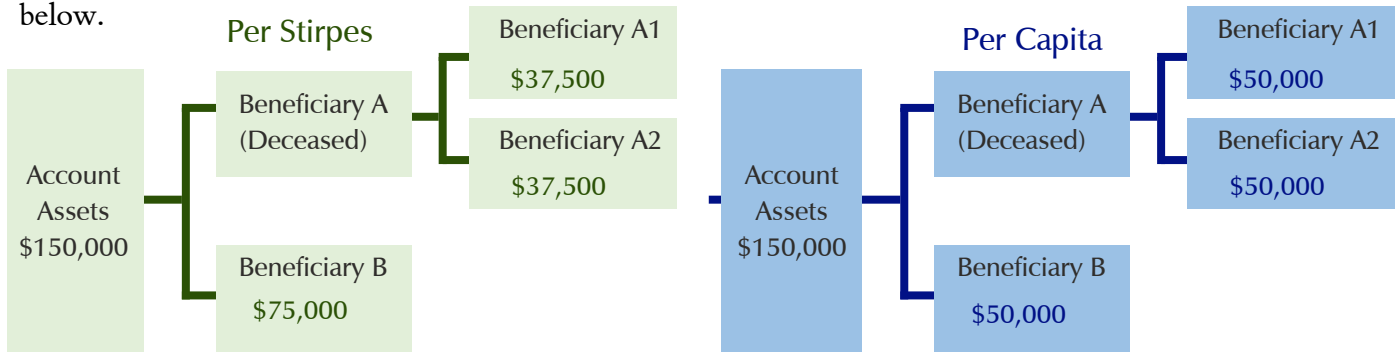 below.
Per Stirpes
Beneficiary A1
$37,500
Beneficiary A
(Deceased)
Beneficiary A2
$37,500
Account
Assets
$150,000
Beneficiary B
$75,000
Per Capita
Beneficiary A1
$50,000
Beneficiary A
(Deceased)
Beneficiary A2
$50,000
Account
Assets
$150,000
Beneficiary B
$50,000